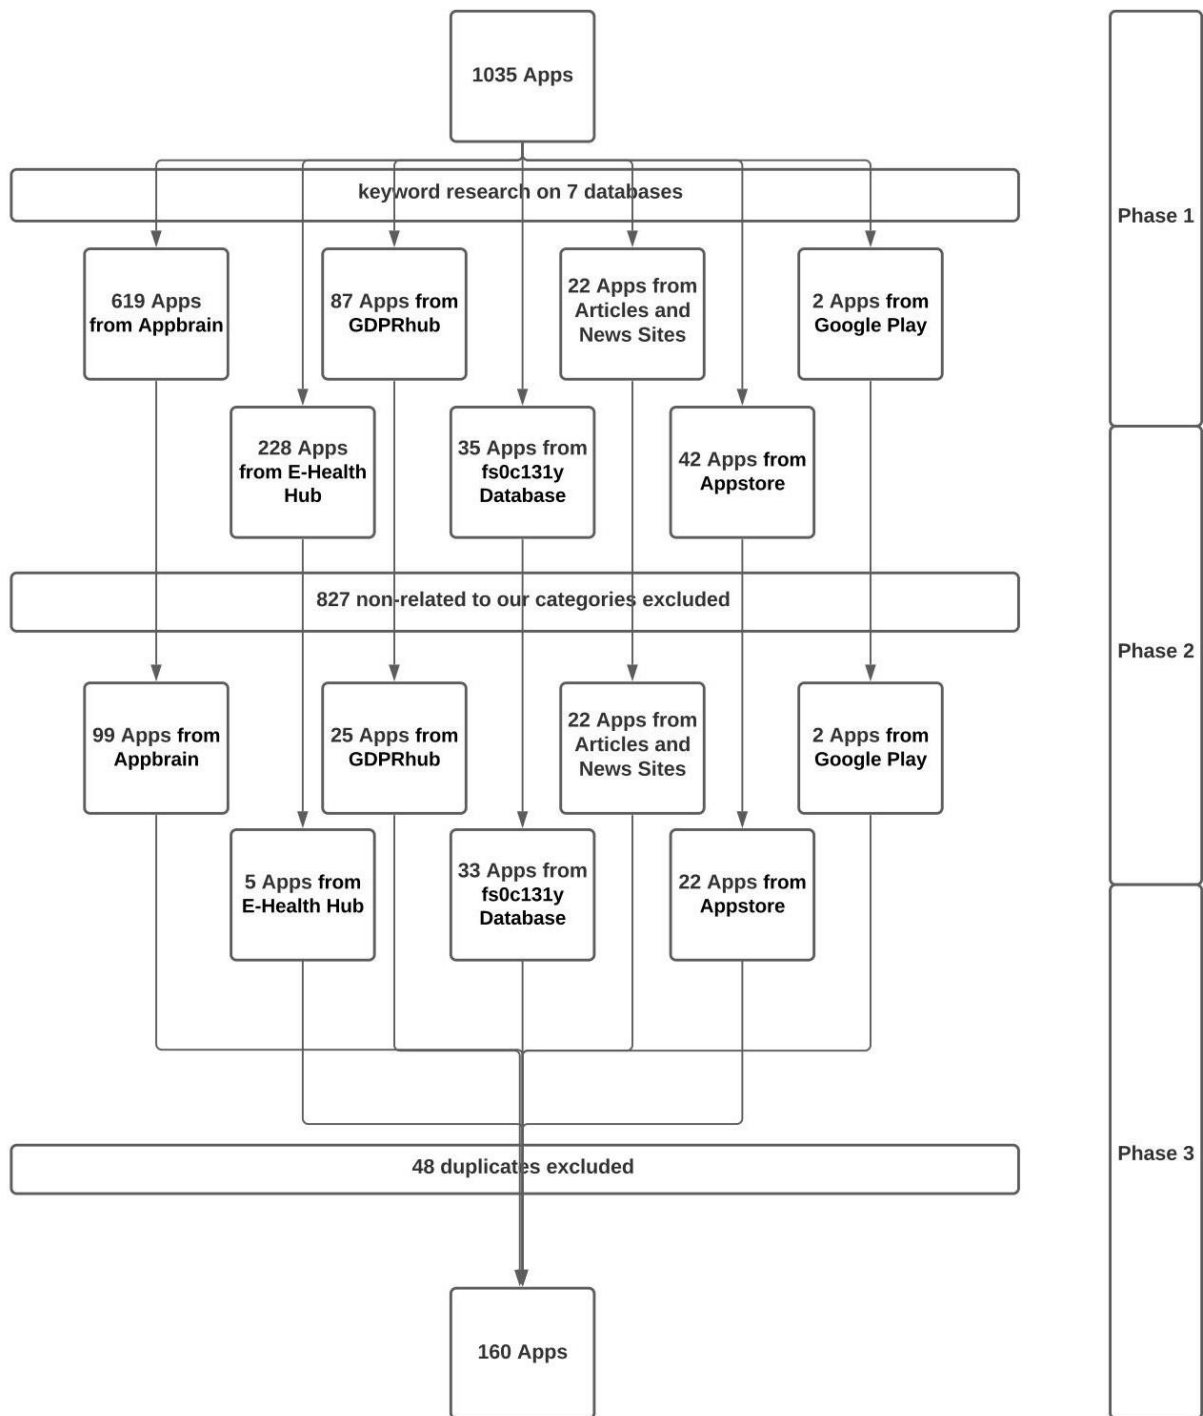 1035 Apps
keyword research on 7 databases
Phase 1
619 Apps
from Appbrain
87 Apps from
GDPRhub
22 Apps from
Articles and
News Sites
2 Apps from
Google Play
228 Apps
from E-Health
Hub
35 Apps from
fs0c131y
Database
42 Apps from
Appstore
827 non-related to our categories excluded
Phase 2
99 Apps from
Appbrain
25 Apps from
GDPRhub
22 Apps from
Articles and
News Sites
2 Apps from
Google Play
5 Apps from
E-Health Hub
33 Apps from
fs0c131y
Database
22 Apps from
Appstore
48 duplicates excluded
Phase 3
160 Apps